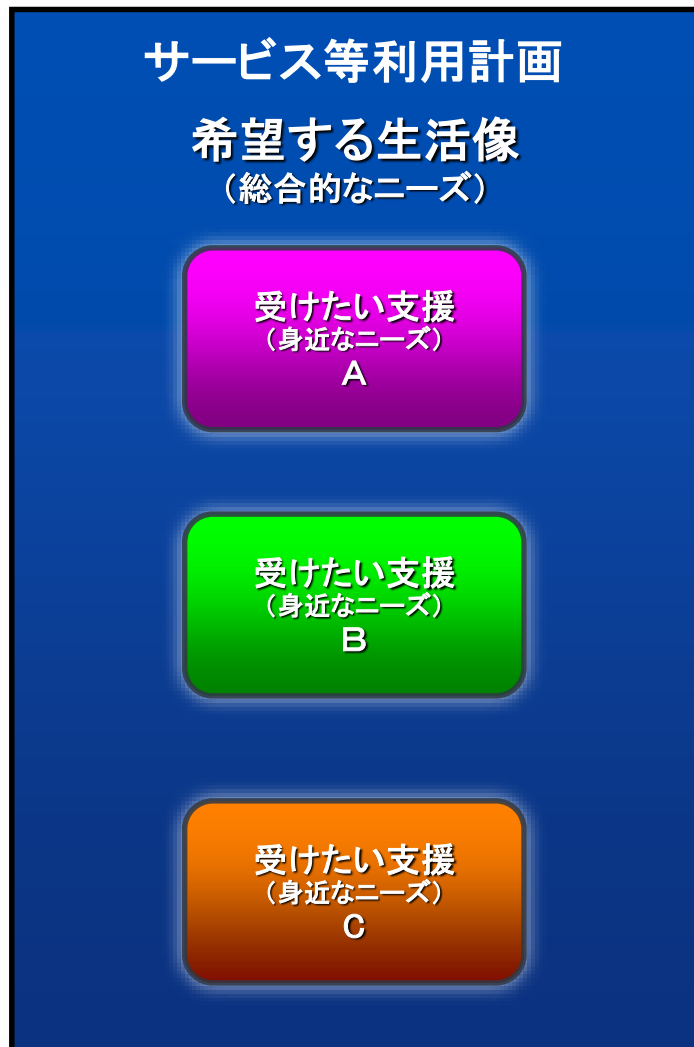 サービス等利用計画
希望する生活像
（総合的なニーズ）
受けたい支援
（身近なニーズ）
Ａ
受けたい支援
（身近なニーズ）
Ｂ
受けたい支援
（身近なニーズ）
Ｃ